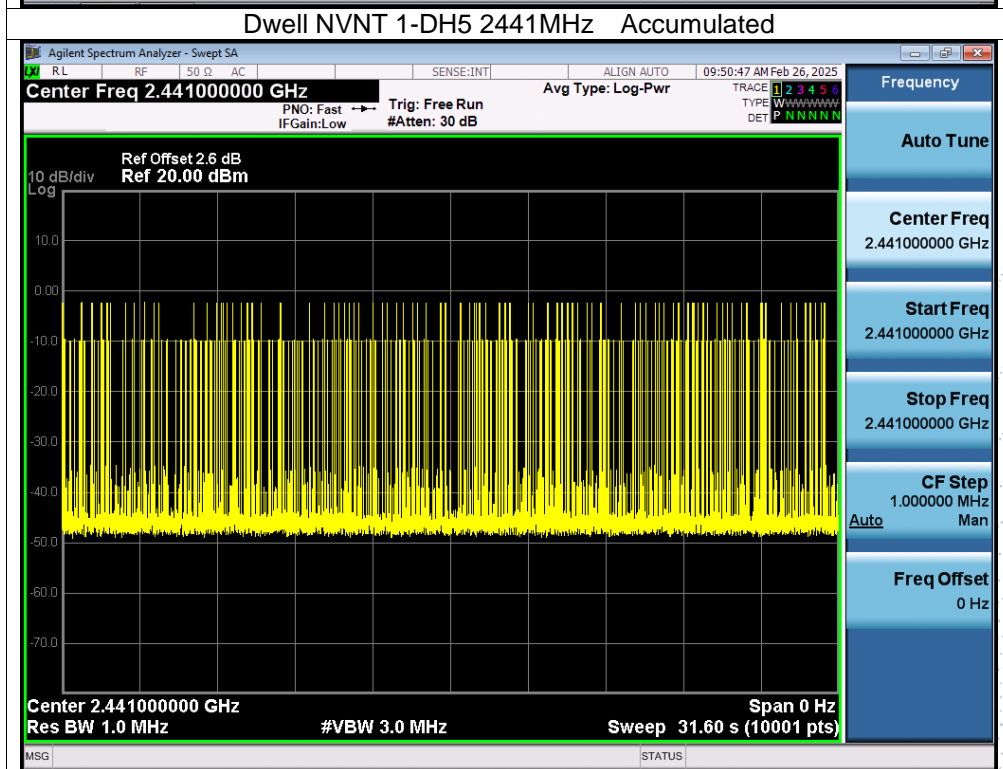 Dwell NVNT 1-DH5 2441MHz Accumulated
Agilent Spectrum Analyzer - Swept SA
LXI RL RF 50 Ω AC SENSE:INT ALIGN AUTO 09:50:47 AM Feb 26, 2025
Center Freq 2.441000000 GHz
PNO: Fast
IFGain:Low
Trig: Free Run
#Atten: 30 dB
Avg Type: Log-Pwr
TRACE 1 2 3 4 5 6
TYPE WWWWWWW
DET P N N N N N
Ref Offset 2.6 dB
10 dB/div Ref 20.00 dBm
Log
10.0
0.00
-10.0
-20.0
-30.0
-40.0
-50.0
-60.0
-70.0
Center 2.441000000 GHz Span 0 Hz
Res BW 1.0 MHz #VBW 3.0 MHz Sweep 31.60 s (10001 pts)
MSG STATUS
Frequency
Auto Tune
Center Freq
2.441000000 GHz
Start Freq
2.441000000 GHz
Stop Freq
2.441000000 GHz
CF Step
1.000000 MHz
Auto Man
Freq Offset
0 Hz